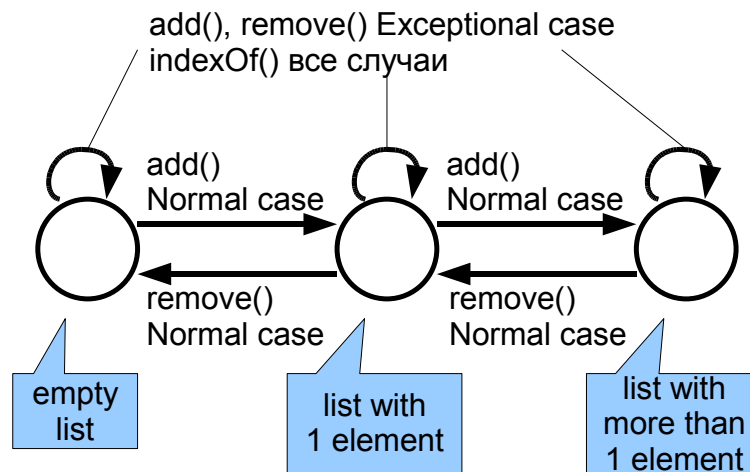 add(), remove() Exceptional case
indexOf() все случаи
add()
Normal case
add()
Normal case
remove()
Normal case
remove()
Normal case
empty
list
list with
1 element
list with
more than
1 element